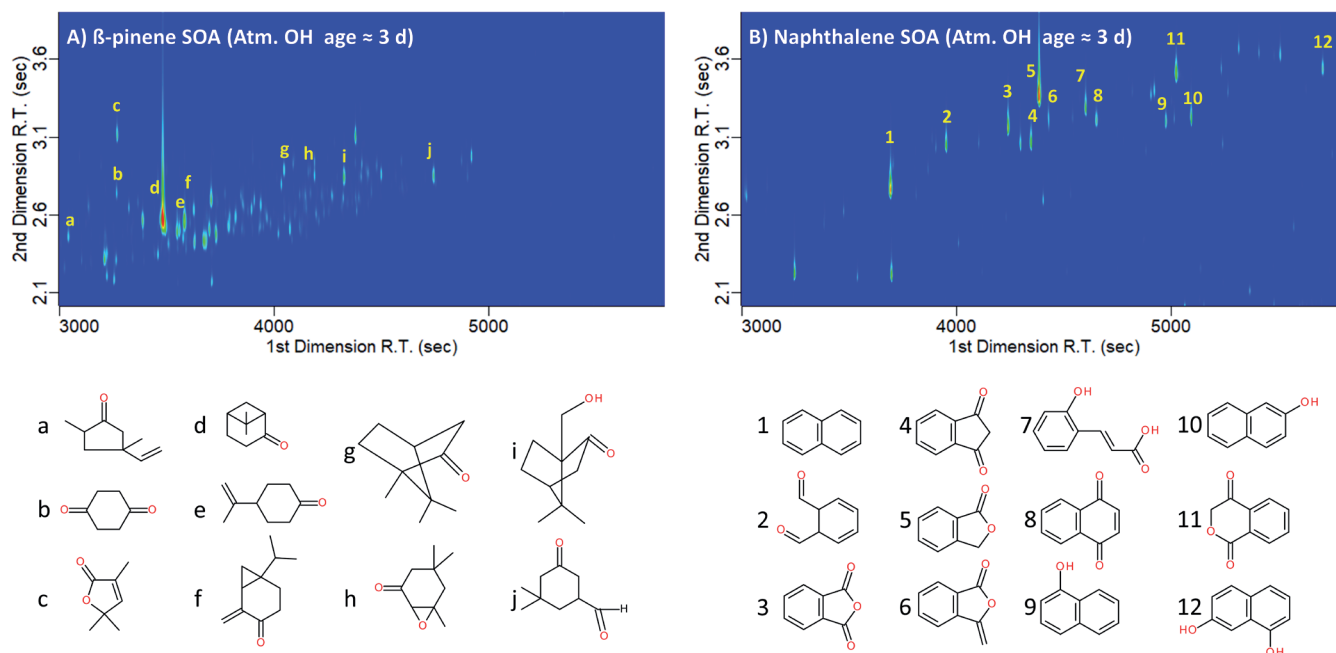 A) ß-pinene SOA (Atm. OH age ≈ 3 d)
2nd Dimension R.T. (sec)
3.6
3.1
2.6
2.1
c
b
a
d
e
f
g
h
i
j
3000
4000
5000
1st Dimension R.T. (sec)
B) Naphthalene SOA (Atm. OH age ≈ 3 d)
2nd Dimension R.T. (sec)
3.6
3.1
2.6
2.1
1
2
3
4
5
6
7
8
9
10
11
12
3000
4000
5000
1st Dimension R.T. (sec)
a
O
d
O
g
O
i
OH
O
b
O
O
e
O
c
O
O
f
O
h
O
O
j
O
O
H
1
4
O
O
7
OH
OH
O
10
OH
2
O
O
5
O
O
8
O
O
11
O
O
O
3
O
O
O
6
O
O
9
OH
12
HO
OH